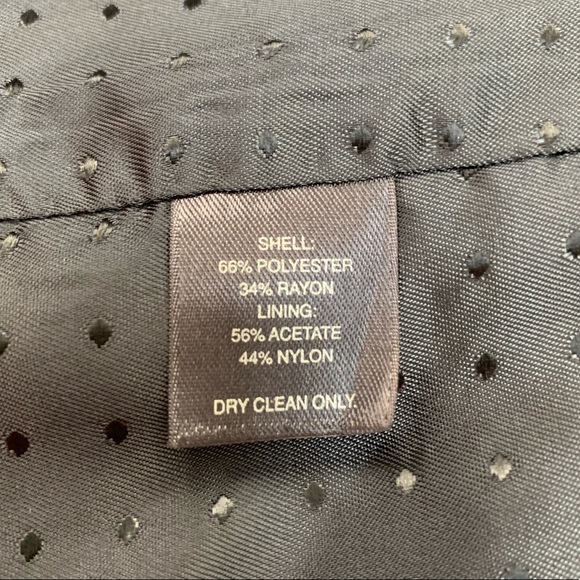 SHELL:
66% POLYESTER
34% RAYON
LINING:
56% ACETATE
44% NYLON
DRY CLEAN ONLY.